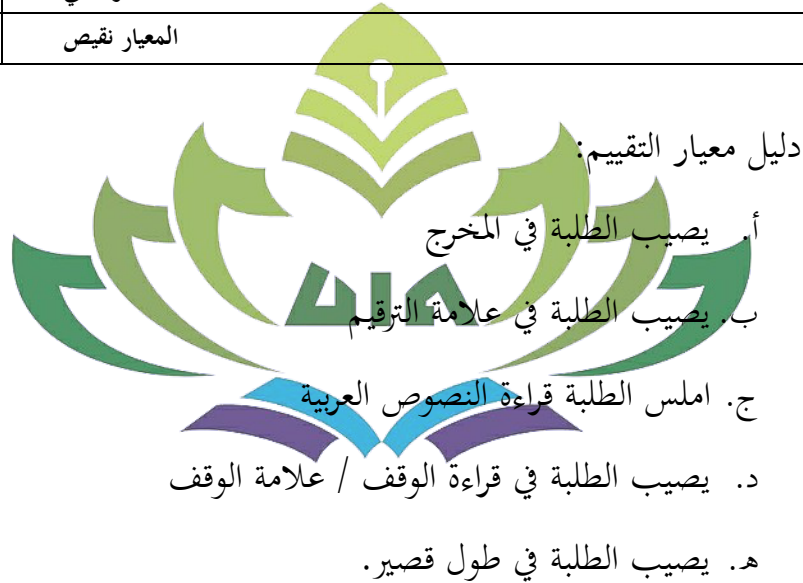 المعيار نقيص
دليل معيار التقييم:
أ. يصيب الطلبة في المخرج
ب. يصيب الطلبة في علامة الترقيم
ج. املس الطلبة قراءة النصوص العربية
د. يصيب الطلبة في قراءة الوقف / علامة الوقف
ه. يصيب الطلبة في طول قصير.